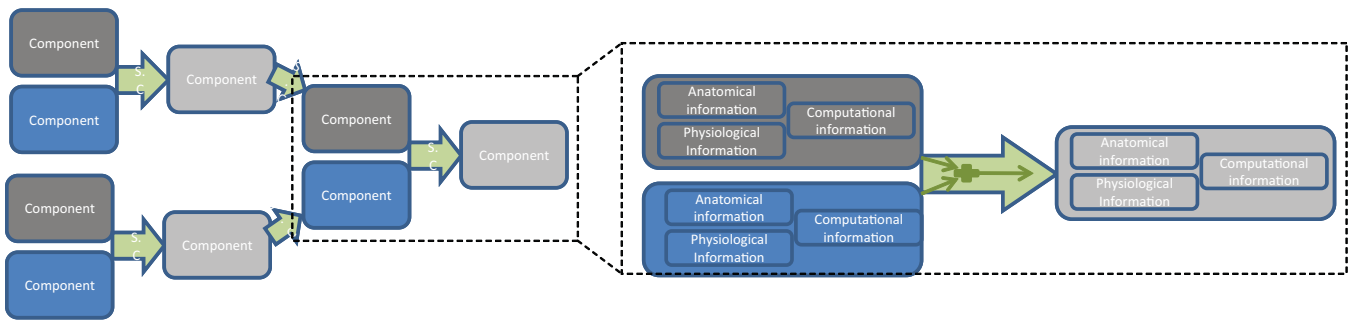 Component
Component
S.
C
Component
Component
Component
S.
C
Component
Component
Component
S.
C
Component
Anatomical
information
Physiological
Information
Computational
information
Anatomical
information
Physiological
Information
Computational
information
Anatomical
information
Physiological
Information
Computational
information